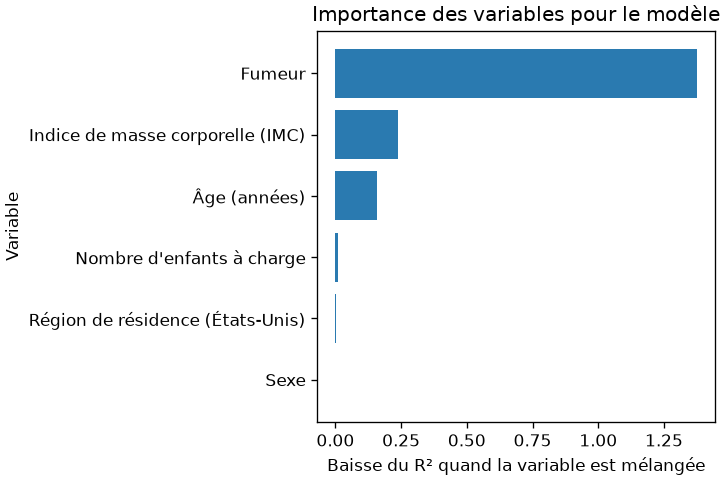 Importance des variables pour le modèle
Variable
Fumeur
Indice de masse corporelle (IMC)
Âge (années)
Nombre d'enfants à charge
Région de résidence (États-Unis)
Sexe
0.00 0.25 0.50 0.75 1.00 1.25
Baisse du R² quand la variable est mélangée